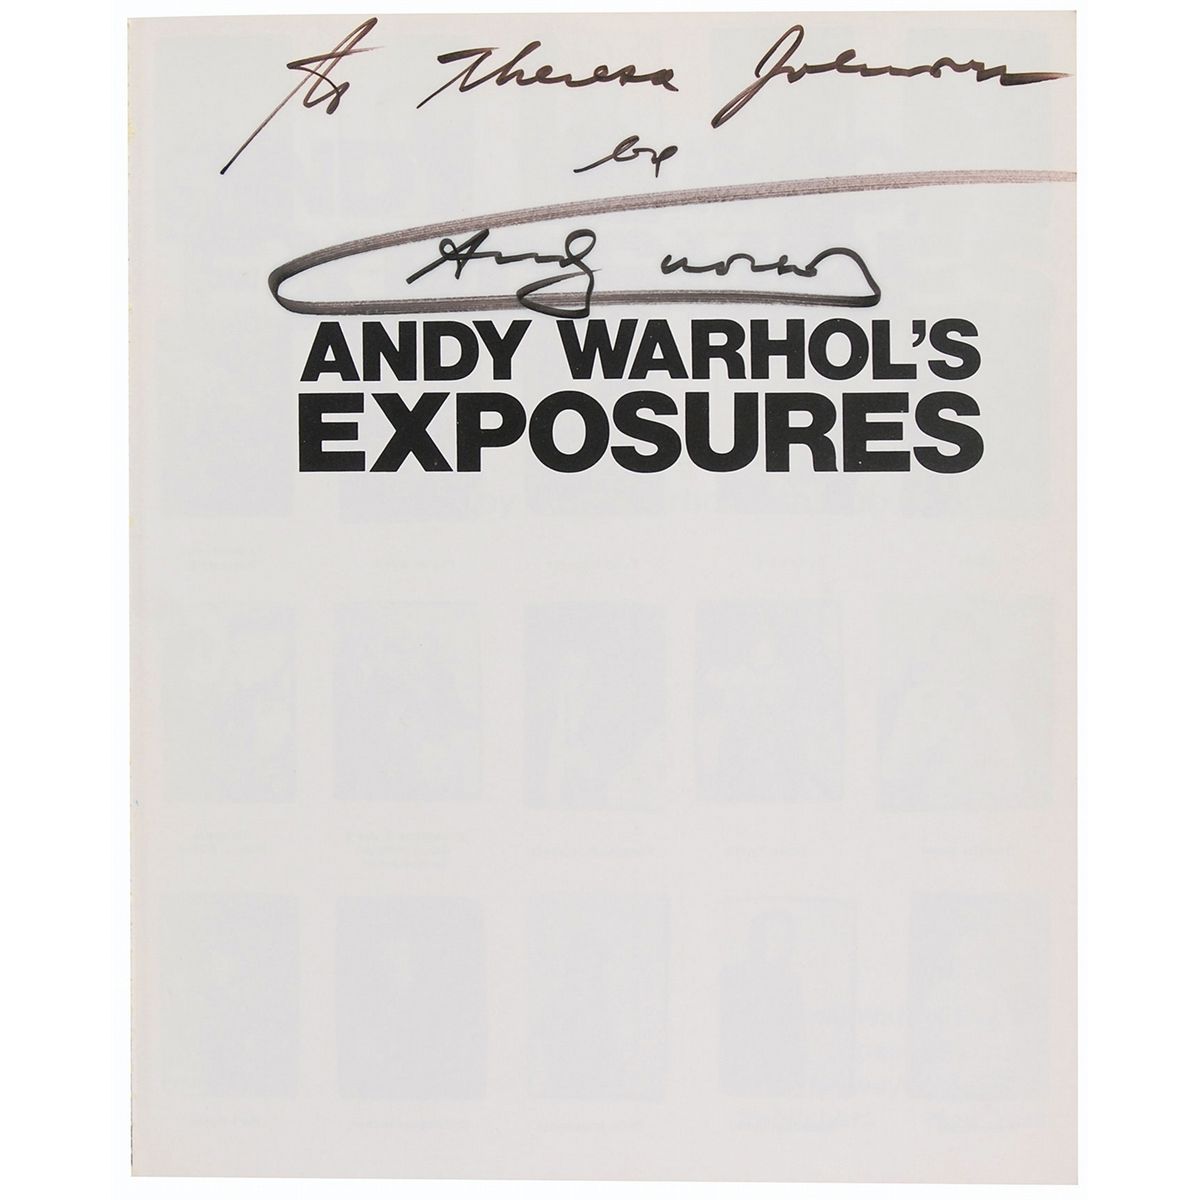 to Theresa Johnson
by
Andy Warhol
ANDY WARHOL'S
EXPOSURES